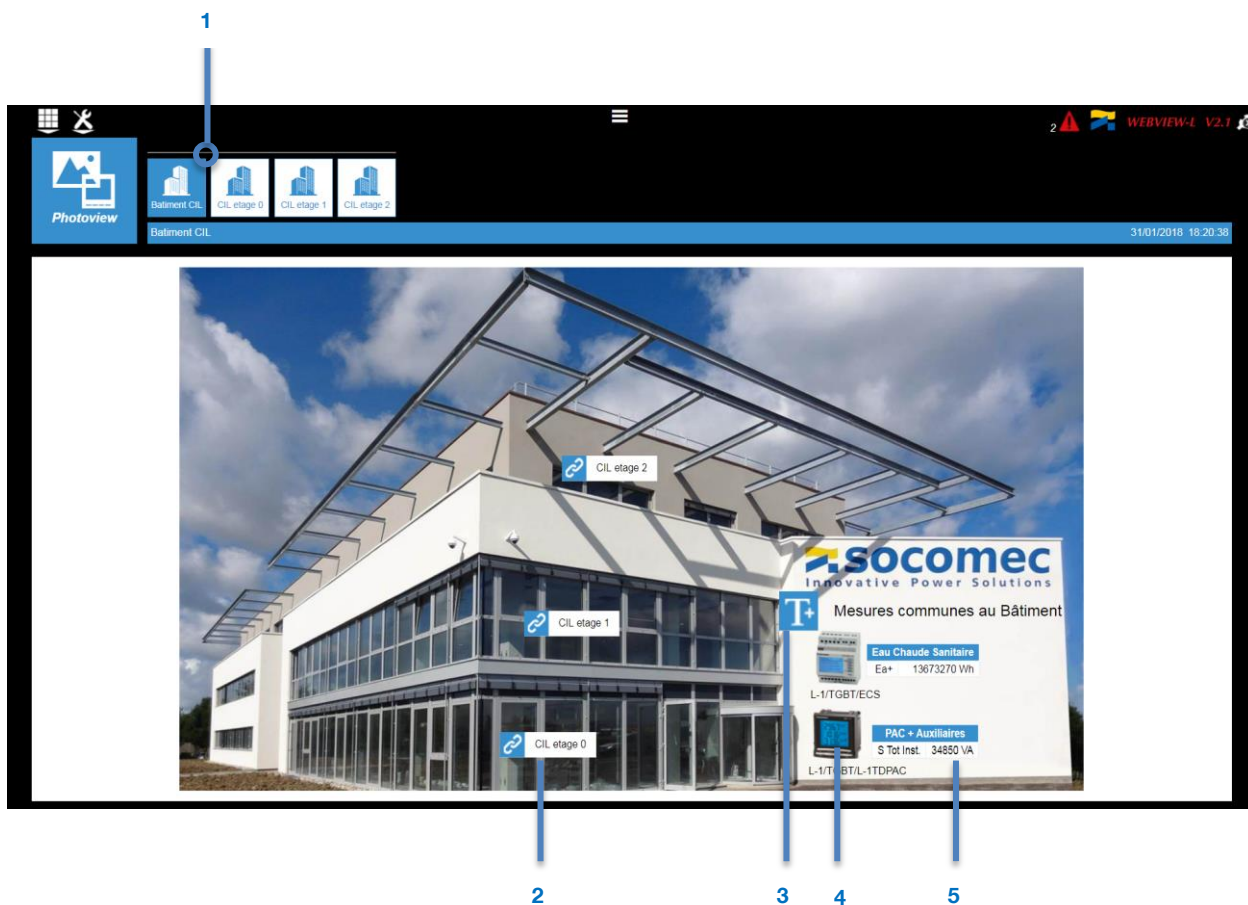 1
2
WEBVIEW-L V2.1
Photoview
Batiment CIL
CIL etage 0
CIL etage 1
CIL etage 2
Batiment CIL
31/01/2018 18:20:38
CIL etage 2
socomec
Innovative Power Solutions
T+
Mesures communes au Bâtiment
CIL etage 1
Eau Chaude Sanitaire
Ea+ 13673270 Wh
L-1/TGBT/ECS
CIL etage 0
PAC + Auxiliaires
S Tot Inst. 34850 VA
L-1/TGBT/L-1TDPAC
2
3
4
5